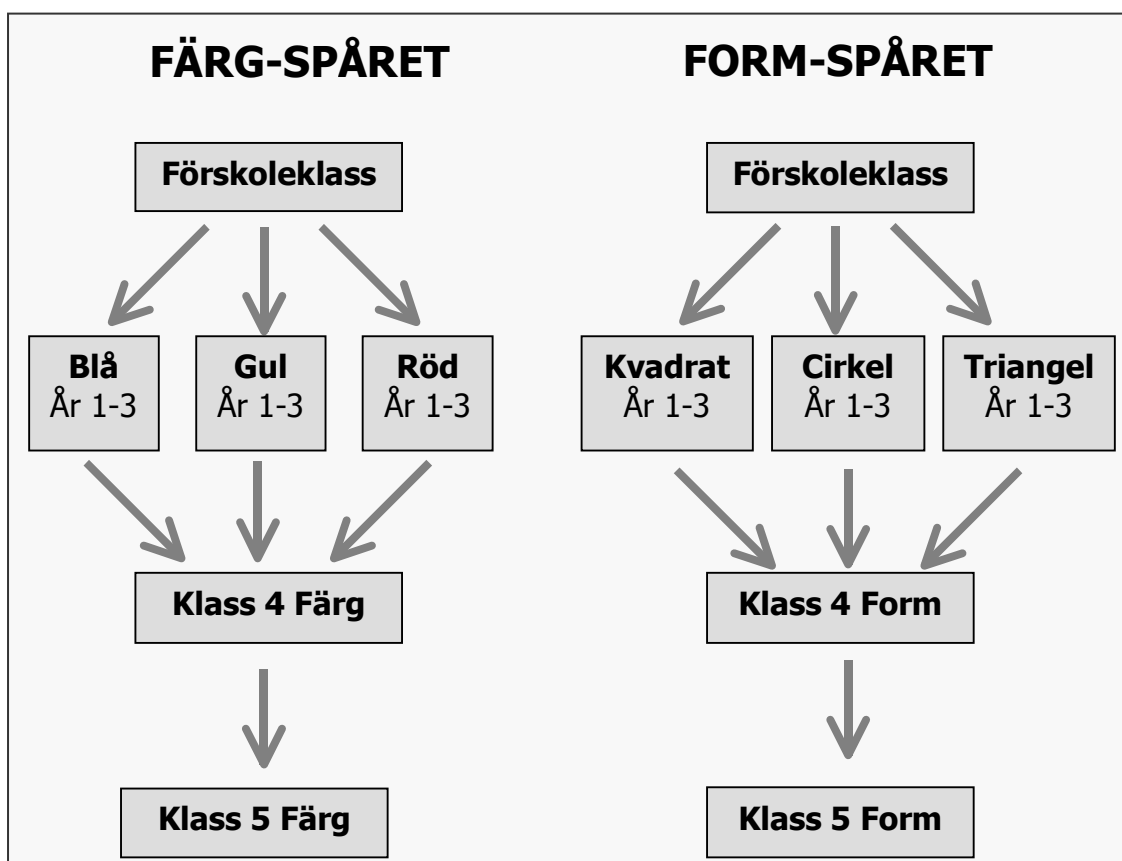 FÄRG-SPÅRET
FORM-SPÅRET
Förskoleklass
Förskoleklass
Blå
År 1-3
Gul
År 1-3
Röd
År 1-3
Kvadrat
År 1-3
Cirkel
År 1-3
Triangel
År 1-3
Klass 4 Färg
Klass 4 Form
Klass 5 Färg
Klass 5 Form